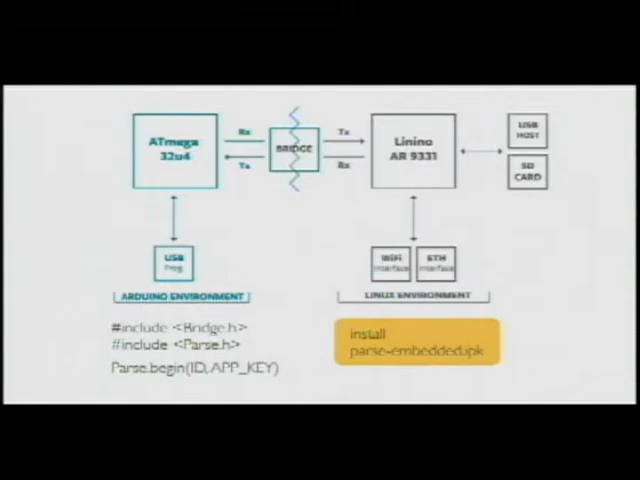 ATmega
32u4
Rx
Tx
BRIDGE
Tx
Rx
Linino
AR 9331
USB
HOST
SD
CARD
USB
Prog
WiFi
Interface
ETH
Interface
ARDUINO ENVIRONMENT
LINUX ENVIRONMENT
#include <Bridge.h>
#include <Parse.h>
Parse.begin(ID, APP_KEY)
install
parse-embedded.ipk